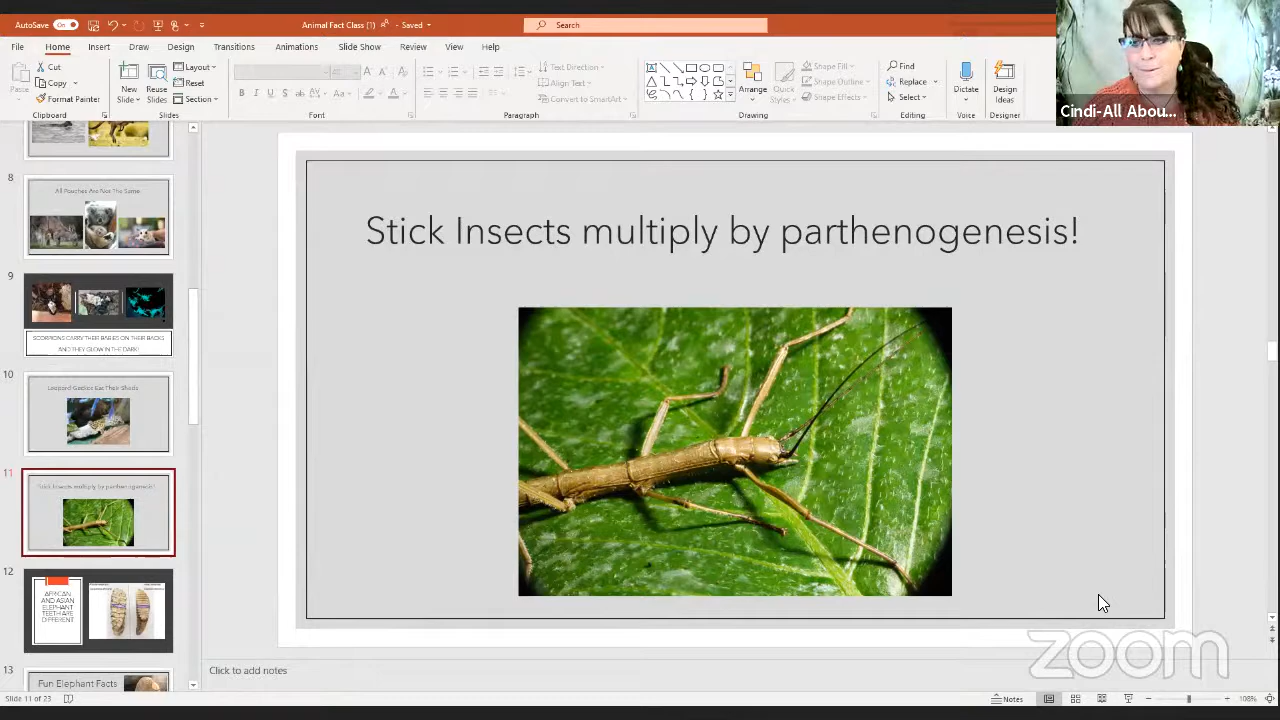 AutoSave On
Animal Fact Class (1) - Saved
Search
File Home Insert Draw Design Transitions Animations Slide Show Review View Help
Paste
Cut
Copy
Format Painter
Clipboard
New
Slide
Reuse
Slides
Layout
Reset
Section
Slides
B I U S
Font
Text Direction
Align Text
Convert to SmartArt
Paragraph
Arrange
Quick
Styles
Shape Fill
Shape Outline
Shape Effects
Drawing
Find
Replace
Select
Editing
Dictate
Voice
Design
Ideas
Designer
Cindi-All Abou...
8
All Pouches Are Not The Same
9
SCORPIONS CARRY THEIR BABIES ON THEIR BACKS
AND THEY GLOW IN THE DARK!
10
Leopard Geckos Eat Their Sheds
11
Stick Insects multiply by parthenogenesis!
12
AFRICAN
AND ASIAN
ELEPHANT
TEETH ARE
DIFFERENT
13
Fun Elephant Facts
Stick Insects multiply by parthenogenesis!
zoom
Click to add notes
Slide 11 of 23
Notes
108%